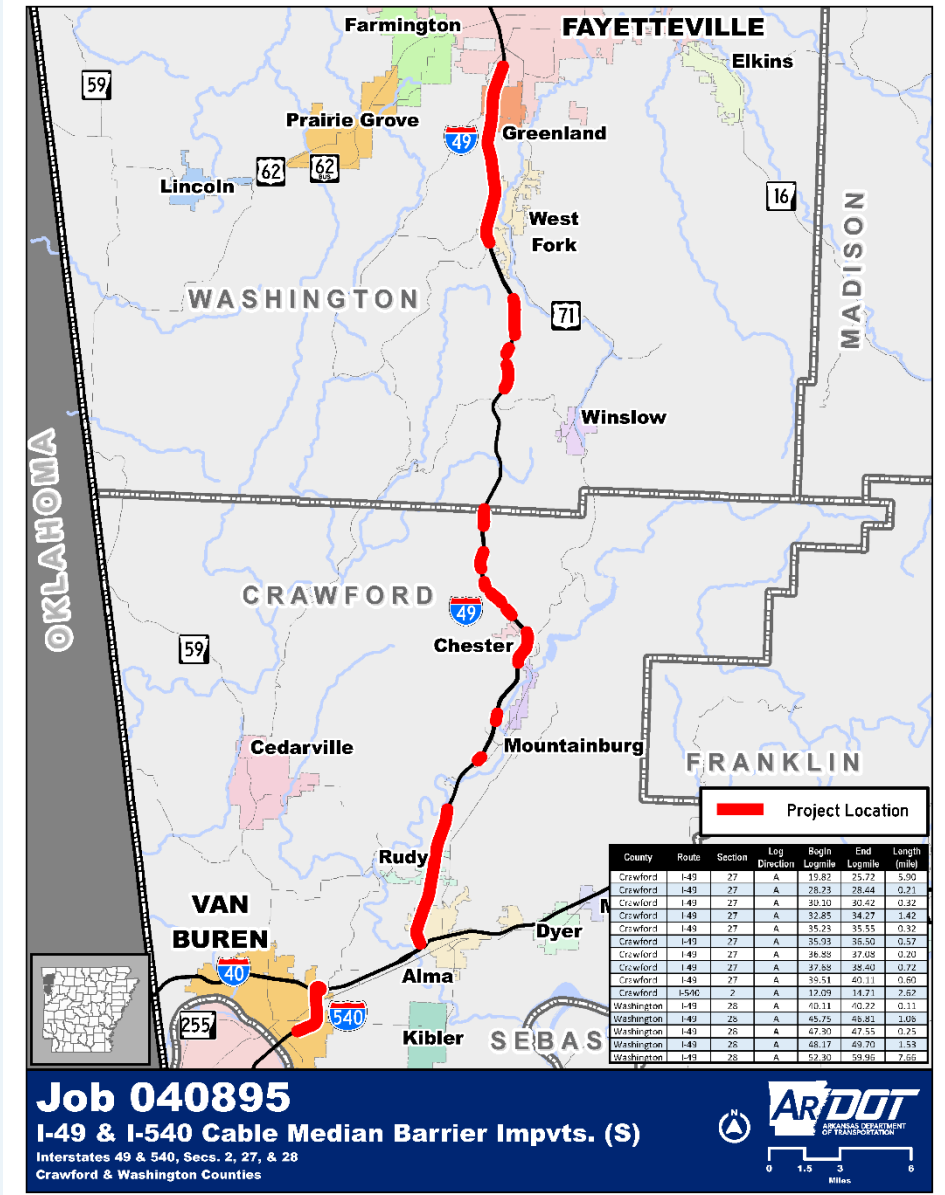 Farmington
FAYETTEVILLE
59
Elkins
Prairie Grove
49
Greenland
62
62
BUS
Lincoln
16
West
Fork
MADISON
WASHINGTON
71
Winslow
OKLAHOMA
CRAWFORD
49
59
Chester
Cedarville
Mountainburg
FRANKLIN
Project Location
Rudy
VAN
BUREN
M
Dyer
40
Alma
540
255
Kibler
SEBAS
County Route Section Log Direction Begin Logmile End Logmile Length (mile)
Crawford I-49 27 A 19.82 25.72 5.90
Crawford I-49 27 A 28.23 28.44 0.21
Crawford I-49 27 A 30.10 30.42 0.32
Crawford I-49 27 A 32.85 34.27 1.42
Crawford I-49 27 A 35.23 35.55 0.32
Crawford I-49 27 A 35.93 36.50 0.57
Crawford I-49 27 A 36.88 37.08 0.20
Crawford I-49 27 A 37.68 38.40 0.72
Crawford I-49 27 A 39.51 40.11 0.60
Crawford I-540 2 A 12.09 14.71 2.62
Washington I-49 28 A 40.11 40.22 0.11
Washington I-49 28 A 45.75 46.81 1.06
Washington I-49 28 A 47.30 47.55 0.25
Washington I-49 28 A 48.17 49.70 1.53
Washington I-49 28 A 52.30 59.96 7.66
Job 040895
I-49 & I-540 Cable Median Barrier Impvts. (S)
Interstates 49 & 540, Secs. 2, 27, & 28
Crawford & Washington Counties
N
ARDOT
ARKANSAS DEPARTMENT
OF TRANSPORTATION
0 1.5 3 6
Miles